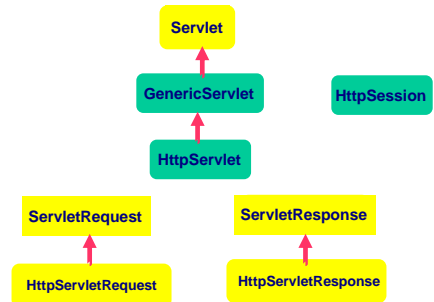 Servlet
GenericServlet
HttpSession
HttpServlet
ServletRequest
ServletResponse
HttpServletRequest
HttpServletResponse